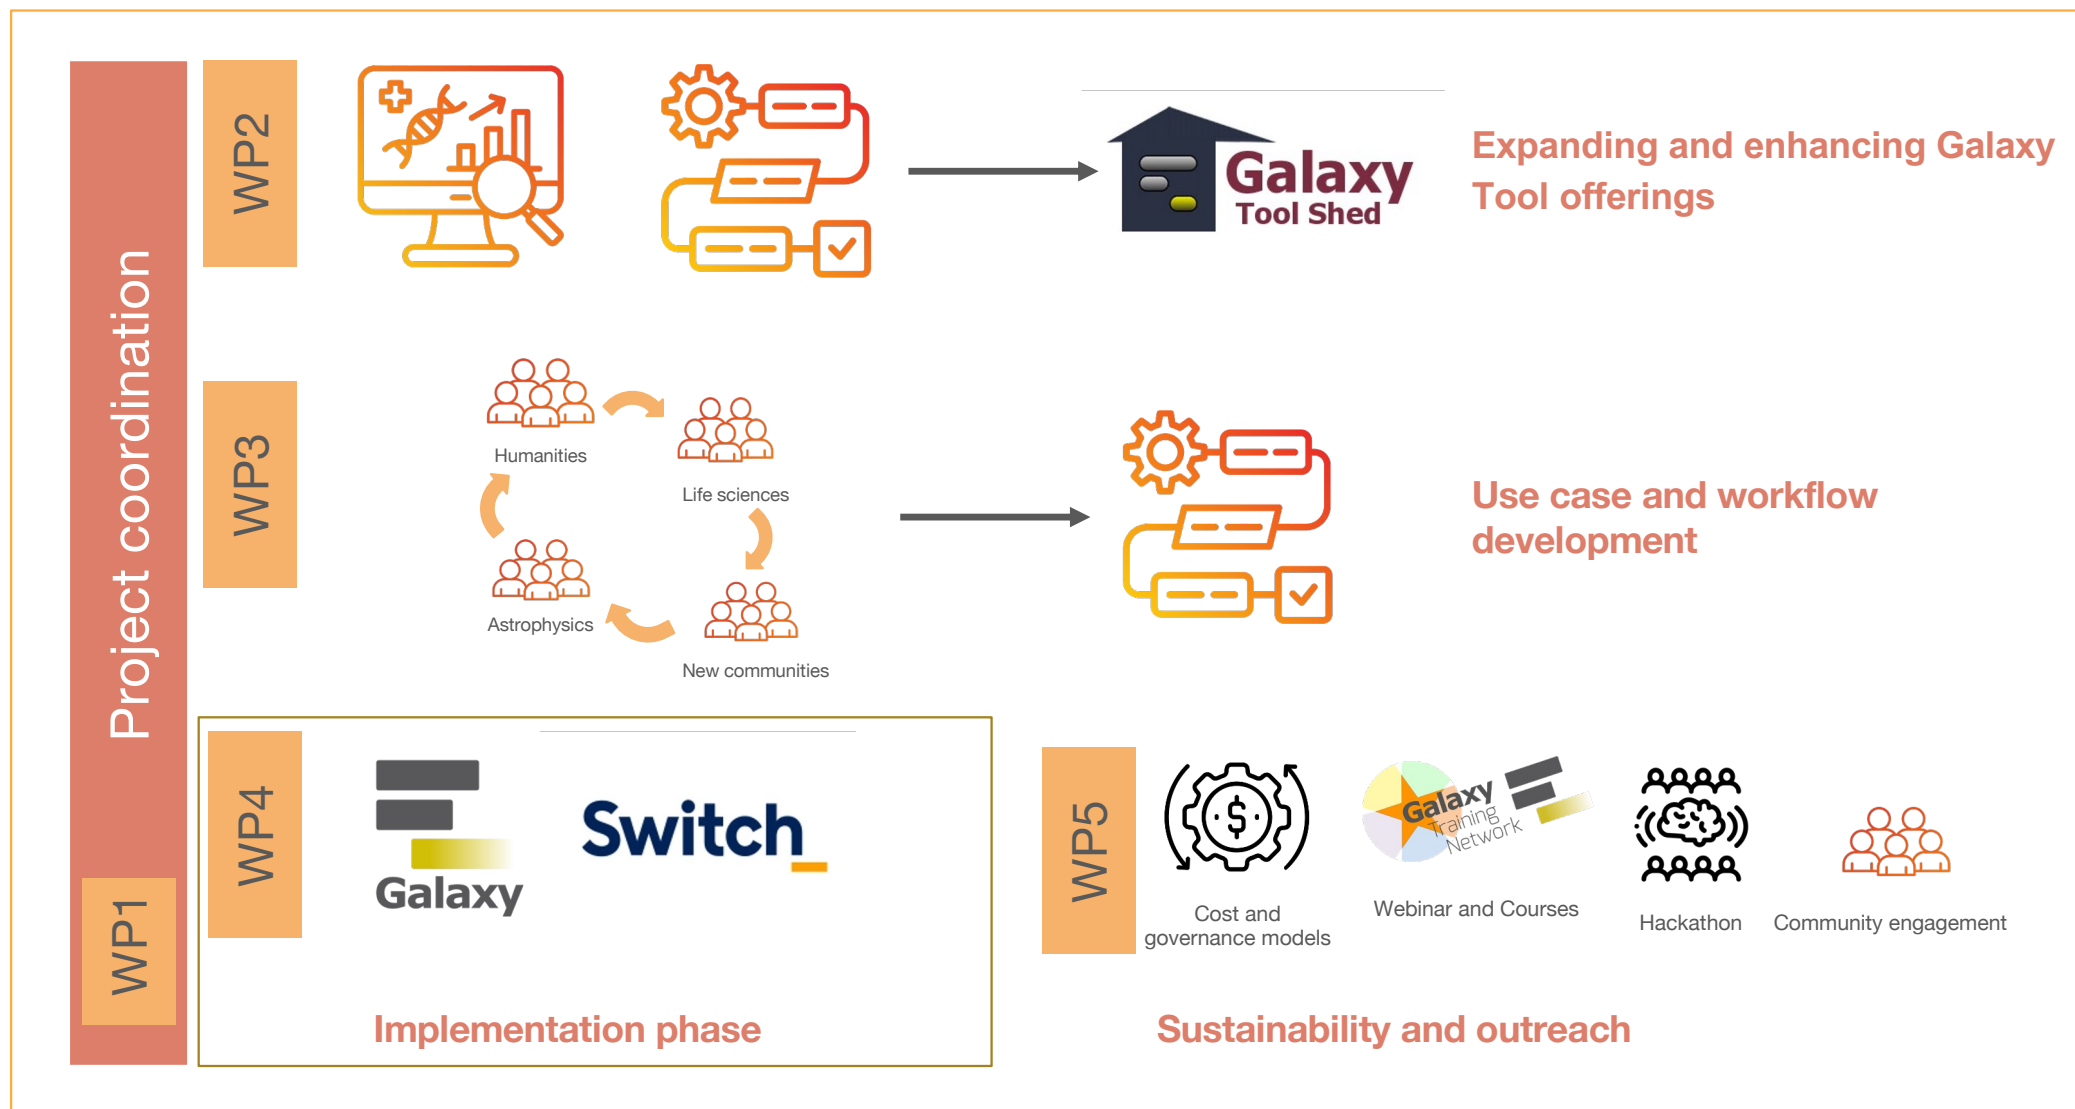 Project coordination
WP1
WP2
Galaxy
Tool Shed
Expanding and enhancing Galaxy
Tool offerings
WP3
Humanities
Life sciences
Astrophysics
New communities
Use case and workflow
development
WP4
Galaxy
Switch_
Implementation phase
WP5
$
Cost and
governance models
Galaxy
Training
Network
Webinar and Courses
Hackathon
Community engagement
Sustainability and outreach